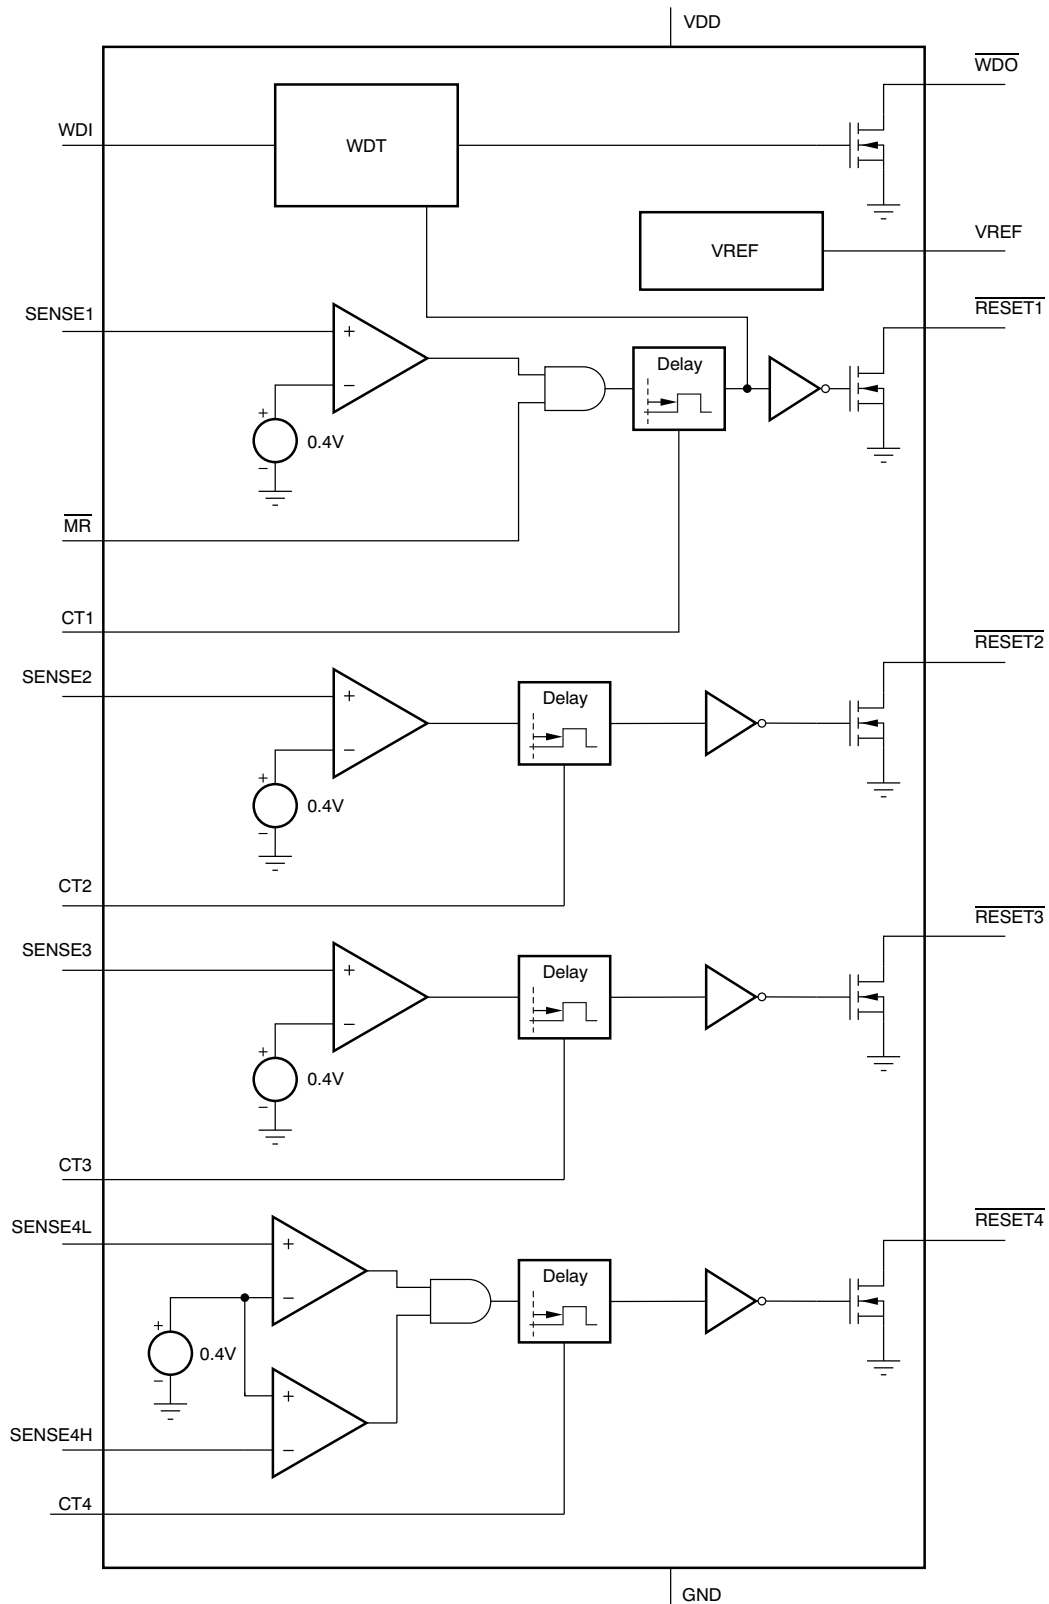 VDD
WDO
WDI
WDT
VREF
VREF
SENSE1
RESET1
+
Delay
−
+
0.4V
−
MR
CT1
RESET2
SENSE2
+
Delay
−
+
0.4V
−
CT2
RESET3
SENSE3
+
Delay
−
+
0.4V
−
CT3
RESET4
SENSE4L
+
Delay
−
+
0.4V
−
+
SENSE4H
−
CT4
GND